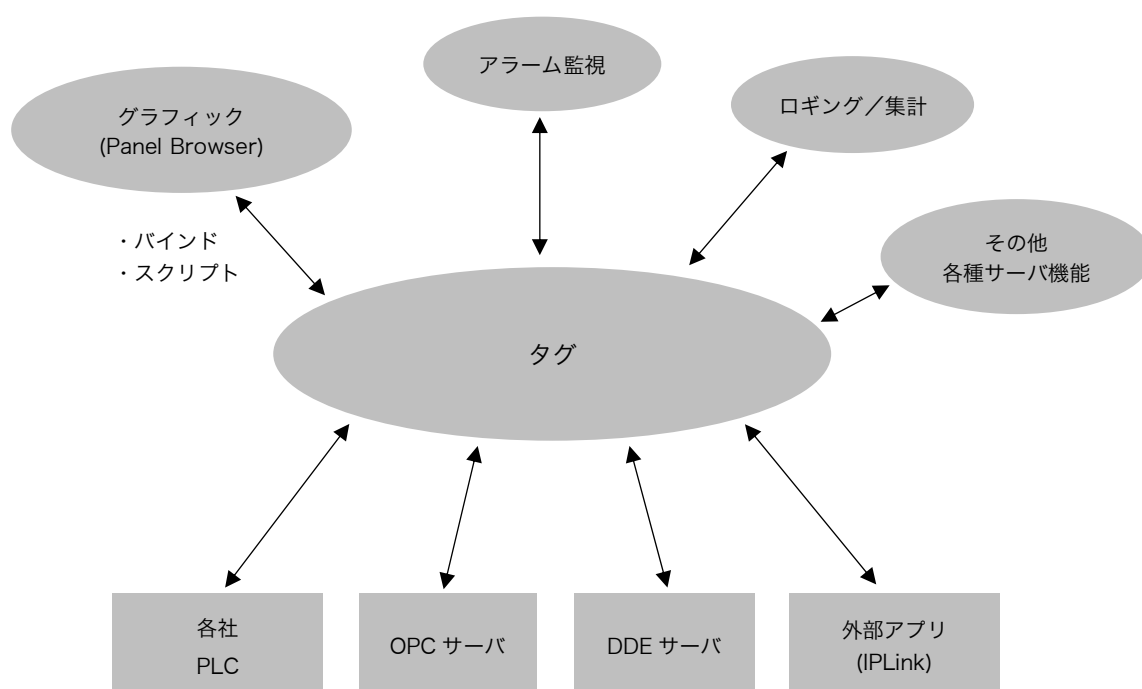 アラーム監視
グラフィック
(Panel Browser)
ロギング／集計
・バインド
・スクリプト
その他
各種サーバ機能
タグ
各社
PLC
OPC サーバ
DDE サーバ
外部アプリ
(IPLink)